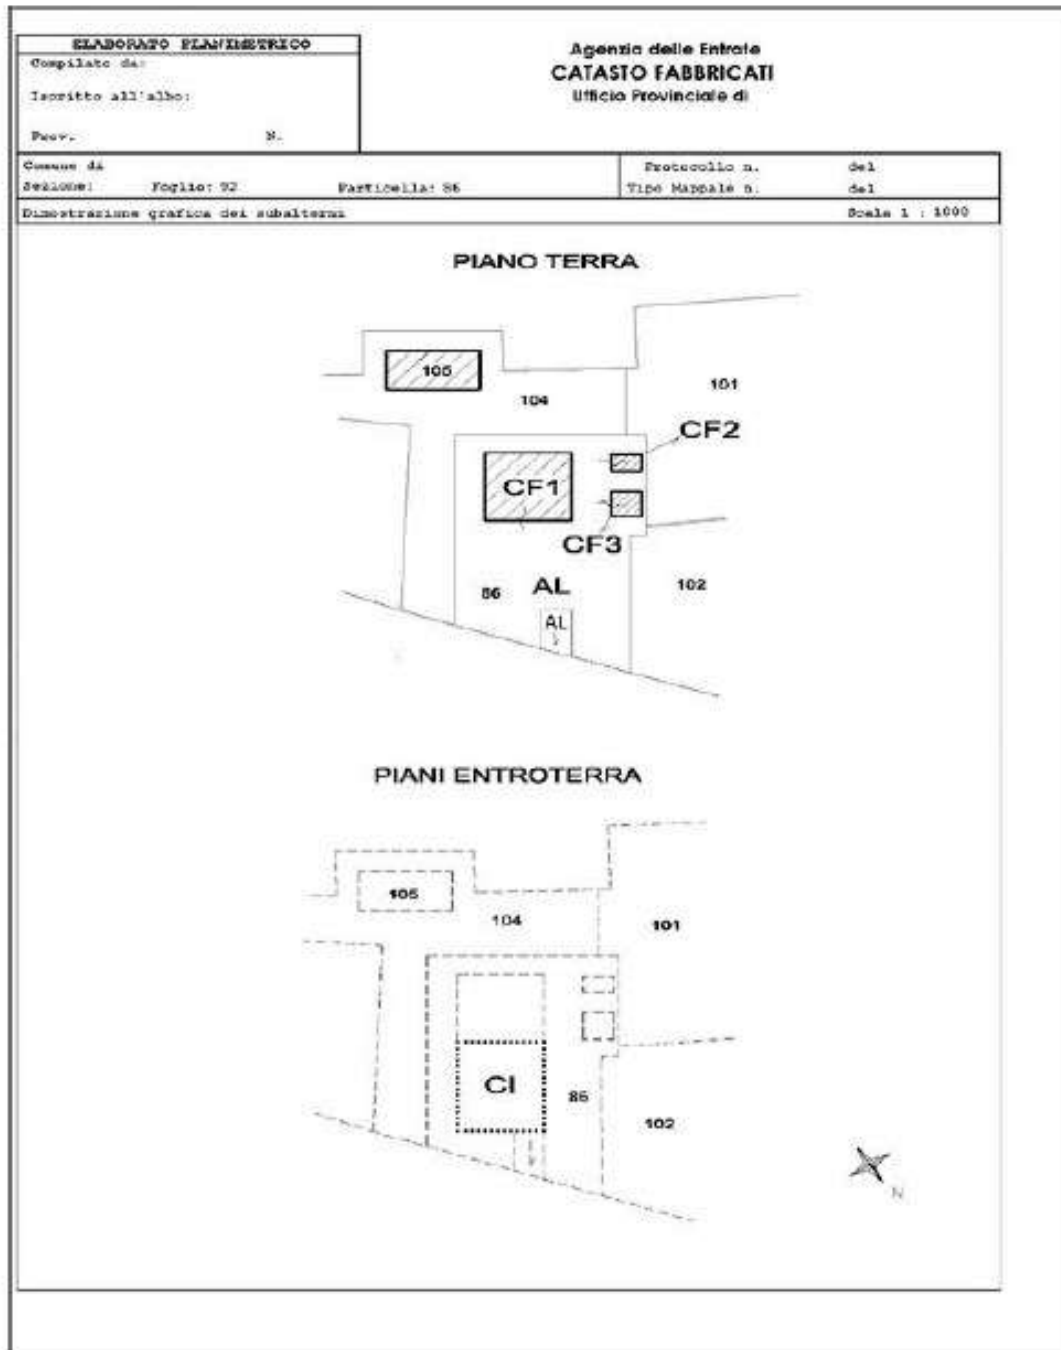 ELABORATO PLANIMETRICO
Compilato da:
Iscritto all'albo:
Prov. N.
Agenzia delle Entrate
CATASTO FABBRICATI
Ufficio Provinciale di
Comune di
Sezione: Foglio: 92 Particella: 86
Protocollo n. del
Tipo Mappale n. del
Dimostrazione grafica dei subalterni Scala 1 : 1000
PIANO TERRA
105
104
101
CF2
CF1
CF3
86
AL
102
AL
PIANI ENTROTERRA
105
104
101
CI
86
102
N